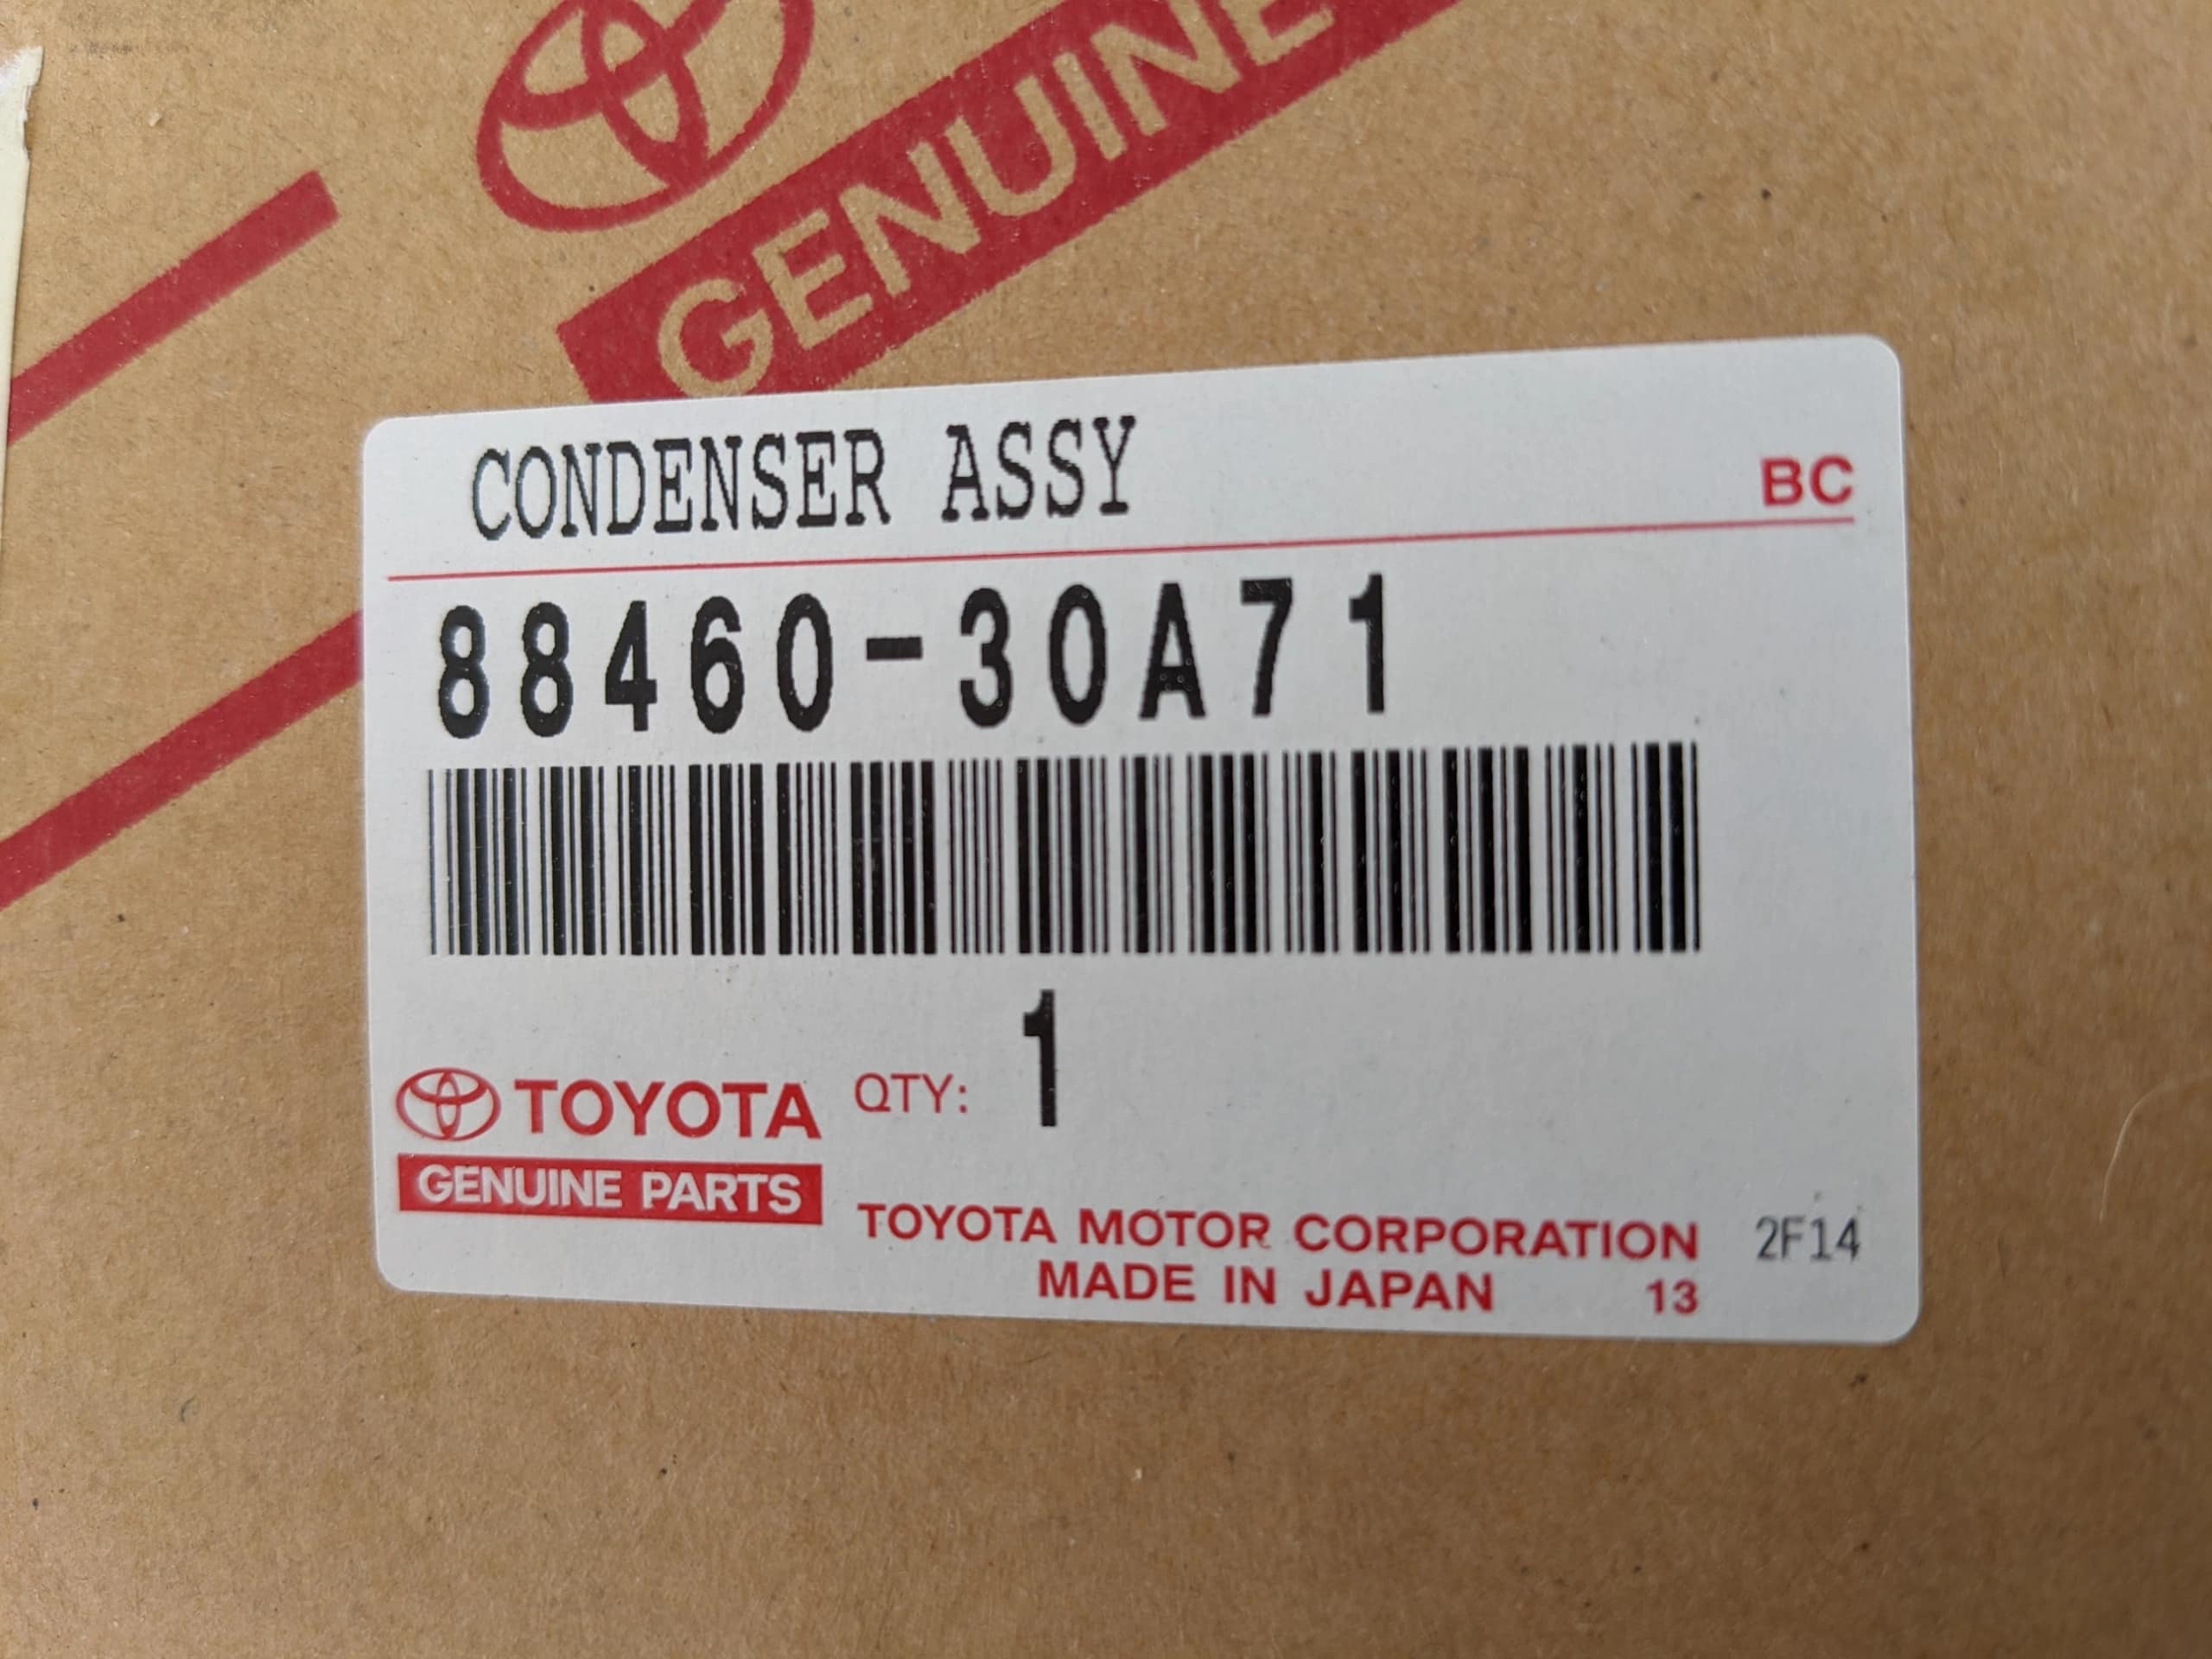 GENUINE
CONDENSER ASSY
BC
88460-30A71
1
TOYOTA QTY:
GENUINE PARTS
TOYOTA MOTOR CORPORATION 2F14
MADE IN JAPAN 13